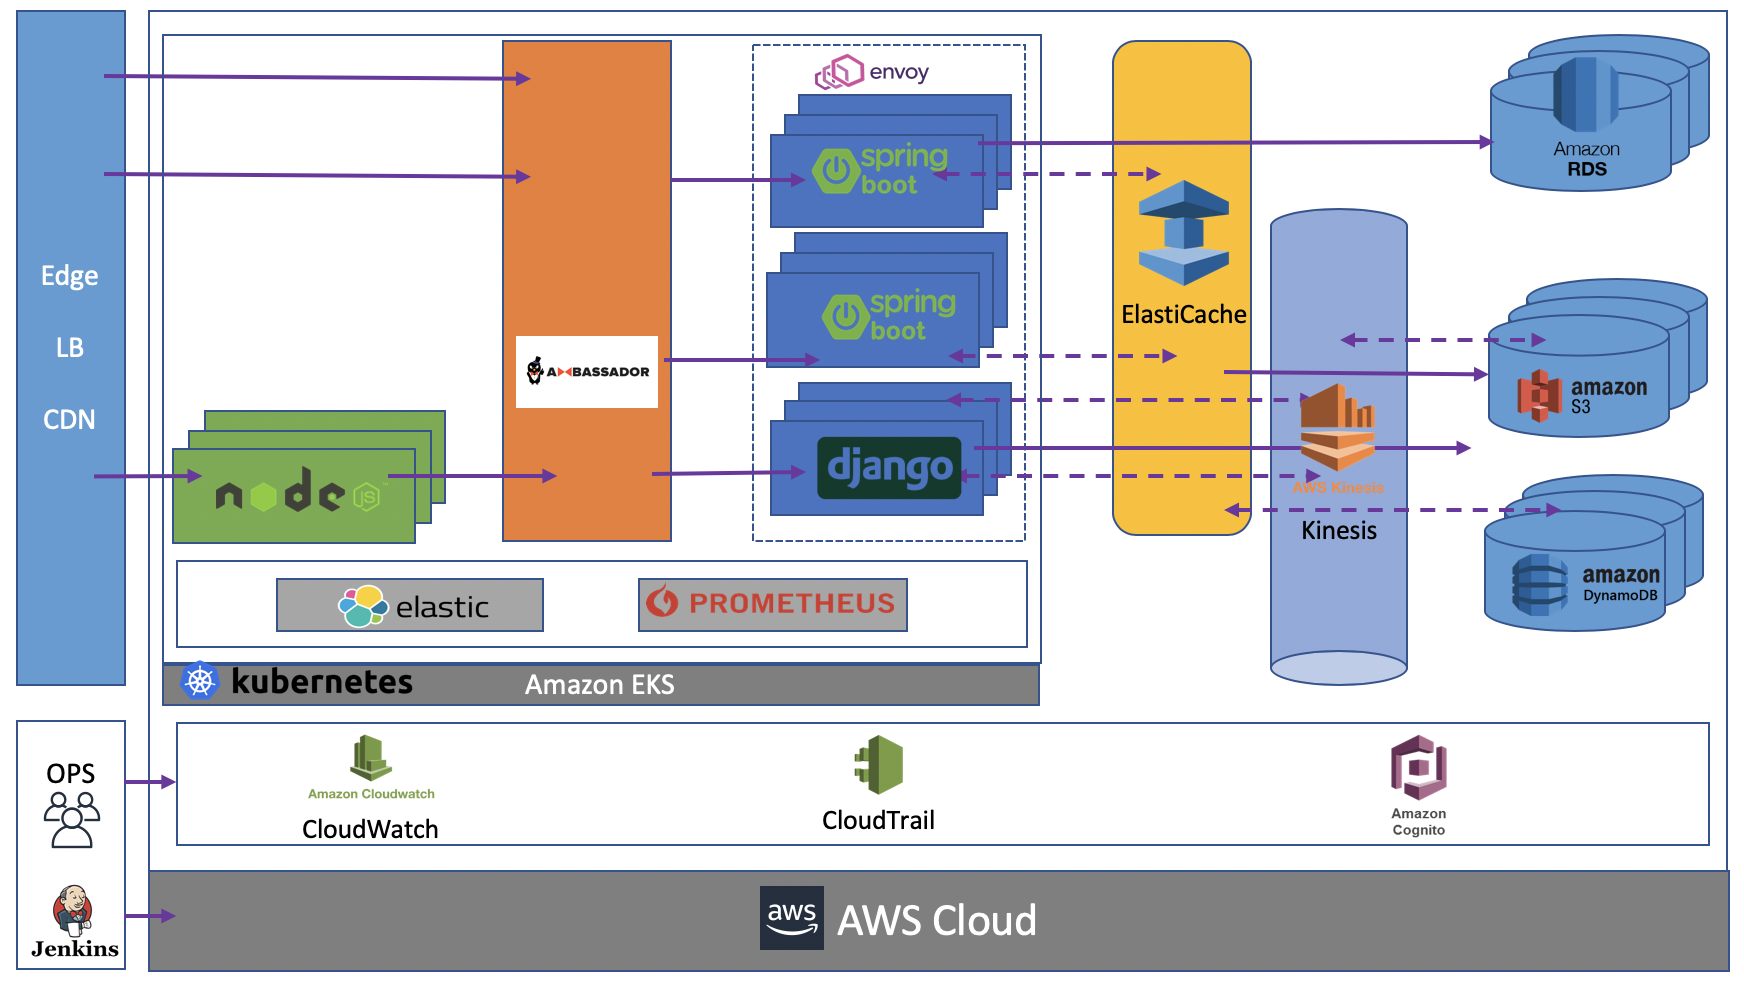 Edge
LB
CDN
envoy
spring
boot
spring
boot
AMBASSADOR
node
JS
™
django
elastic
PROMETHEUS
kubernetes
Amazon EKS
ElastiCache
AWS Kinesis
Kinesis
Amazon
RDS
amazon
S3
amazon
DynamoDB
OPS
Jenkins
Amazon Cloudwatch
CloudWatch
CloudTrail
Amazon
Cognito
aws
AWS Cloud